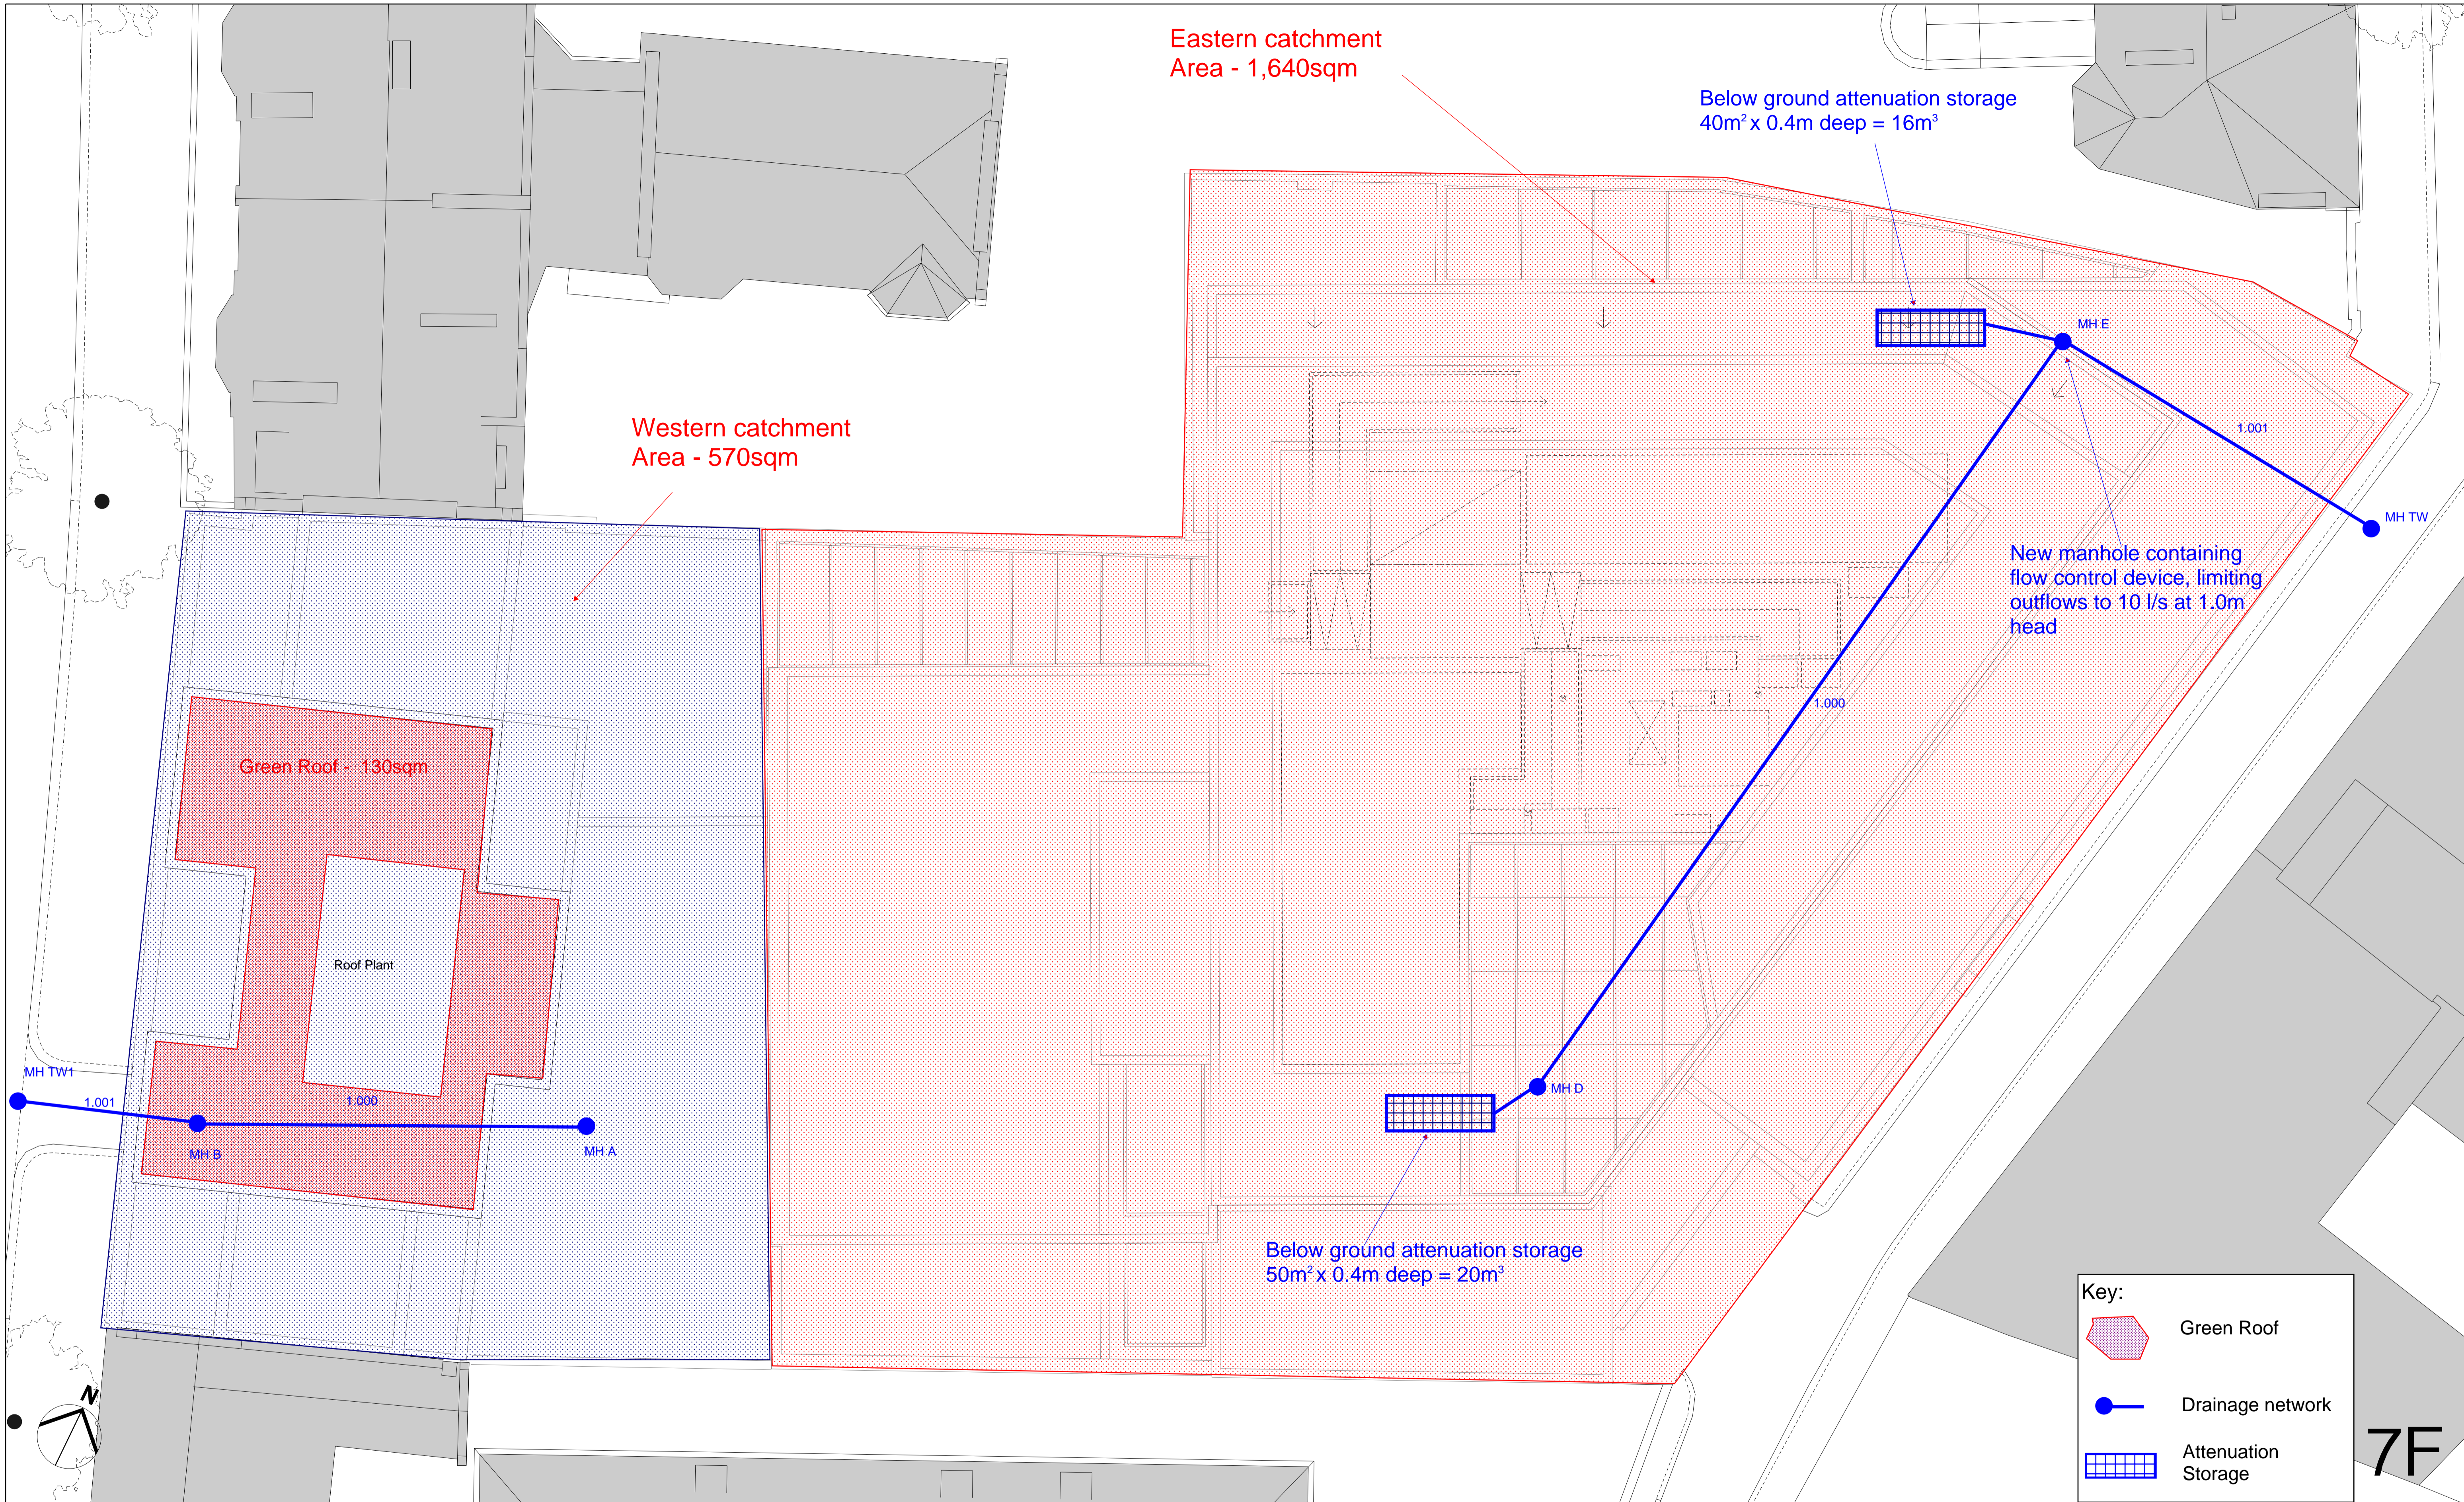 Eastern catchment
Area - 1,640sqm
Below ground attenuation storage
40m² x 0.4m deep = 16m³
MH E
Western catchment
Area - 570sqm
1.001
MH TW
New manhole containing
flow control device, limiting
outflows to 10 l/s at 1.0m
head
1.000
Green Roof - 130sqm
Roof Plant
MH TW1
1.001
1.000
MH B
MH A
MH D
Below ground attenuation storage
50m² x 0.4m deep = 20m³
Key:
Green Roof
Drainage network
Attenuation
Storage
N
7F